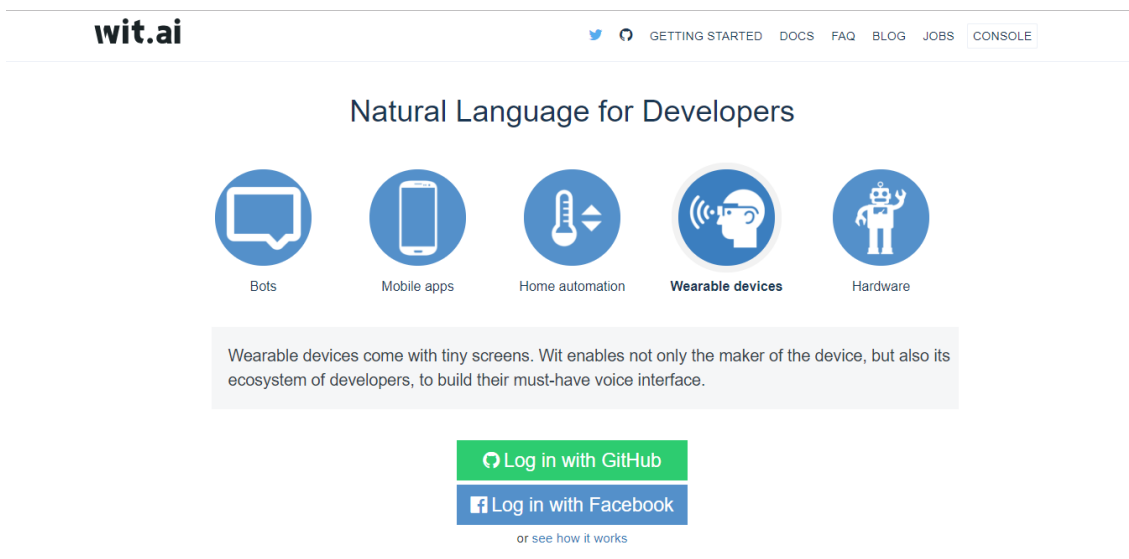 wit.ai
GETTING STARTED DOCS FAQ BLOG JOBS CONSOLE
Natural Language for Developers
Bots Mobile apps Home automation Wearable devices Hardware
Wearable devices come with tiny screens. Wit enables not only the maker of the device, but also its
ecosystem of developers, to build their must-have voice interface.
Log in with GitHub
Log in with Facebook
or see how it works